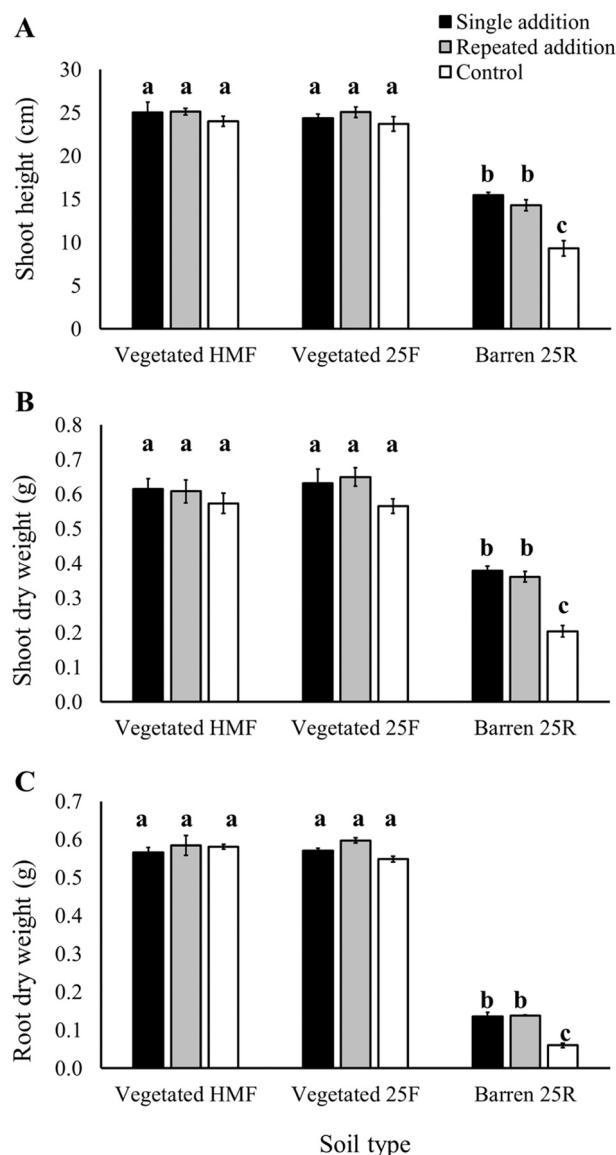 A
Single addition
Repeated addition
Control
Shoot height (cm)
30
25
20
15
10
5
0
a a a a a a b b c
Vegetated HMF Vegetated 25F Barren 25R
B
Shoot dry weight (g)
0.8
0.7
0.6
0.5
0.4
0.3
0.2
0.1
0.0
a a a a a a b b c
Vegetated HMF Vegetated 25F Barren 25R
C
Root dry weight (g)
0.7
0.6
0.5
0.4
0.3
0.2
0.1
0.0
a a a a a a b b c
Vegetated HMF Vegetated 25F Barren 25R
Soil type